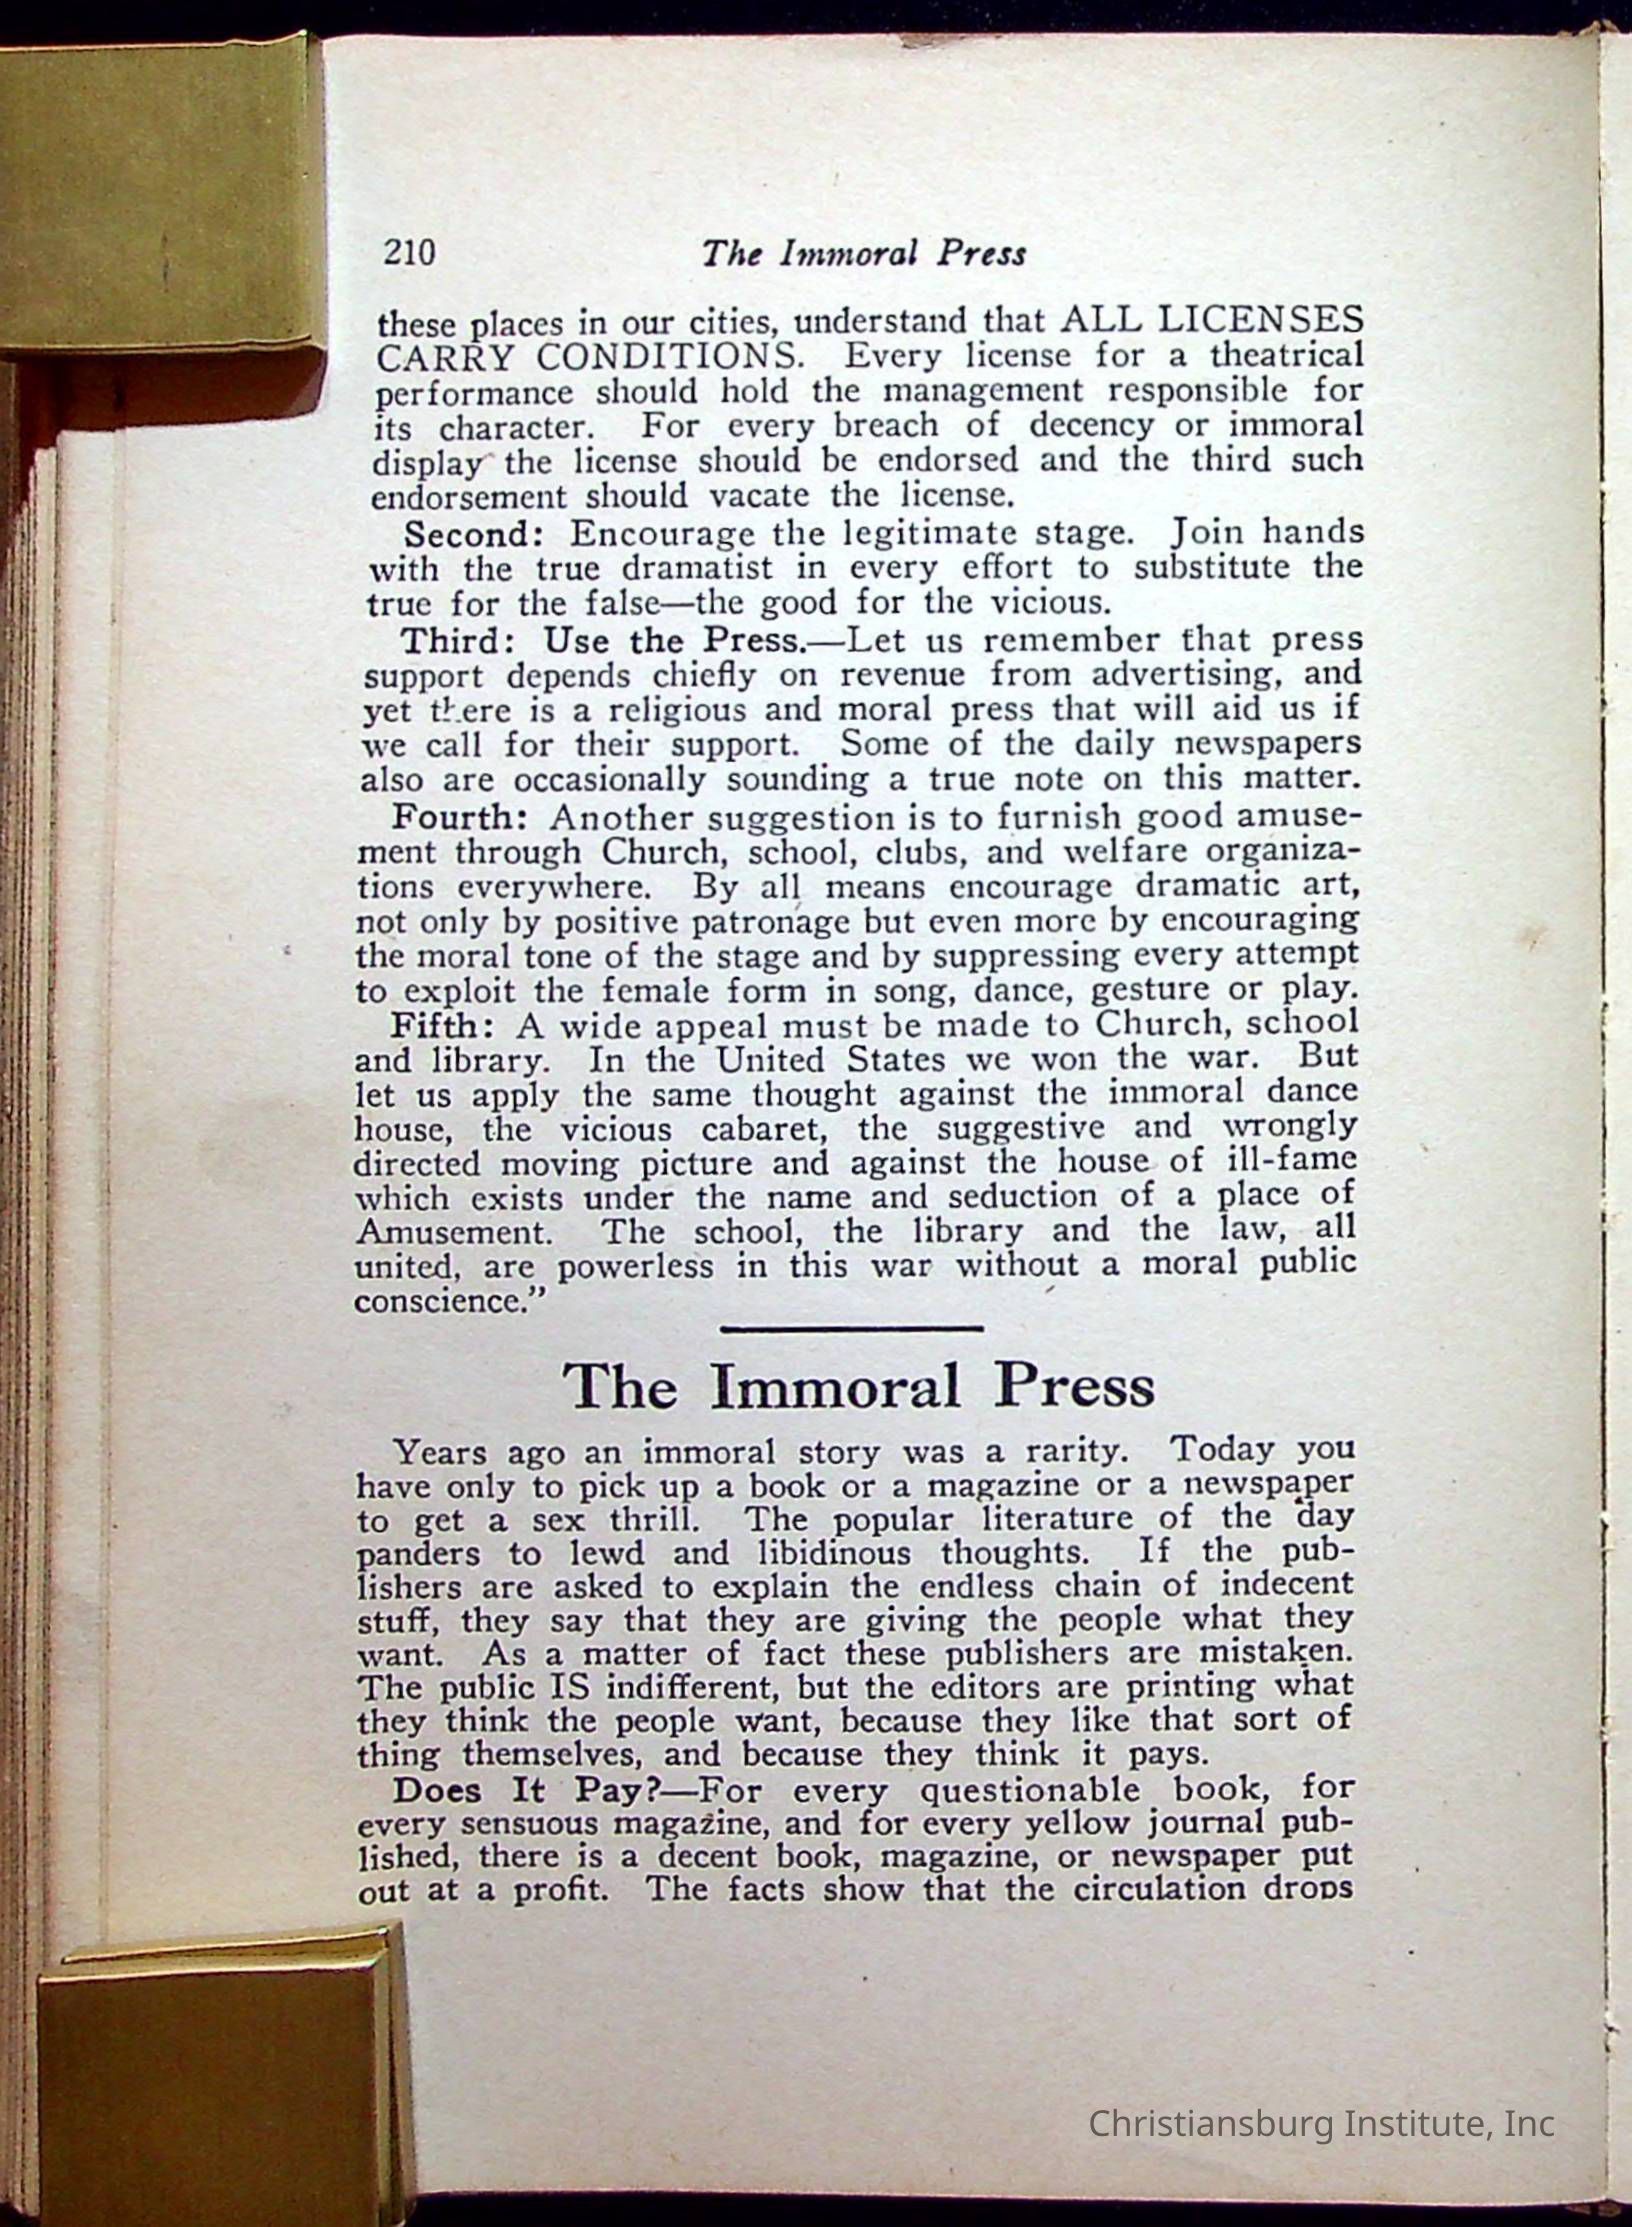 210
The Immoral Press
these places in our cities, understand that ALL LICENSES
CARRY CONDITIONS. Every license for a theatrical
performance should hold the management responsible for
its character. For every breach of decency or immoral
display the license should be endorsed and the third such
endorsement should vacate the license.
Second: Encourage the legitimate stage. Join hands
with the true dramatist in every effort to substitute the
true for the false—the good for the vicious.
Third: Use the Press.—Let us remember that press
support depends chiefly on revenue from advertising, and
yet there is a religious and moral press that will aid us if
we call for their support. Some of the daily newspapers
also are occasionally sounding a true note on this matter.
Fourth: Another suggestion is to furnish good amuse-
ment through Church, school, clubs, and welfare organiza-
tions everywhere. By all means encourage dramatic art,
not only by positive patronage but even more by encouraging
the moral tone of the stage and by suppressing every attempt
to exploit the female form in song, dance, gesture or play.
Fifth: A wide appeal must be made to Church, school
and library. In the United States we won the war. But
let us apply the same thought against the immoral dance
house, the vicious cabaret, the suggestive and wrongly
directed moving picture and against the house of ill-fame
which exists under the name and seduction of a place of
Amusement. The school, the library and the law, all
united, are powerless in this war without a moral public
conscience.”
The Immoral Press
Years ago an immoral story was a rarity. Today you
have only to pick up a book or a magazine or a newspaper
to get a sex thrill. The popular literature of the day
panders to lewd and libidinous thoughts. If the pub-
lishers are asked to explain the endless chain of indecent
stuff, they say that they are giving the people what they
want. As a matter of fact these publishers are mistaken.
The public IS indifferent, but the editors are printing what
they think the people want, because they like that sort of
thing themselves, and because they think it pays.
Does It Pay?—For every questionable book, for
every sensuous magazine, and for every yellow journal pub-
lished, there is a decent book, magazine, or newspaper put
out at a profit. The facts show that the circulation drops
Christiansburg Institute, Inc